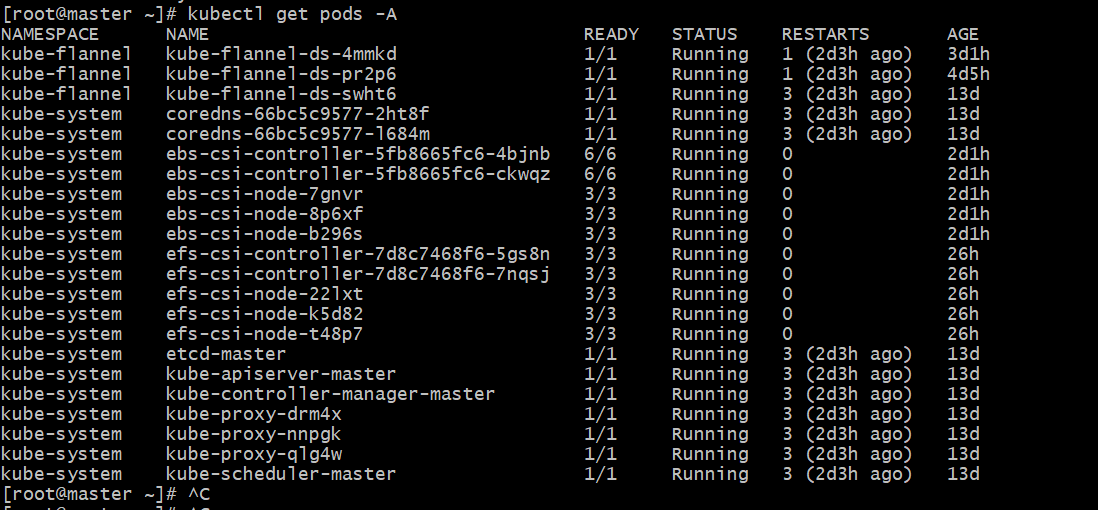 [root@master ~]# kubectl get pods -A
NAMESPACE NAME READY STATUS RESTARTS AGE
kube-flannel kube-flannel-ds-4mmkd 1/1 Running 1 (2d3h ago) 3d1h
kube-flannel kube-flannel-ds-pr2p6 1/1 Running 1 (2d3h ago) 4d5h
kube-flannel kube-flannel-ds-swht6 1/1 Running 3 (2d3h ago) 13d
kube-system coredns-66bc5c9577-2ht8f 1/1 Running 3 (2d3h ago) 13d
kube-system coredns-66bc5c9577-l684m 1/1 Running 3 (2d3h ago) 13d
kube-system ebs-csi-controller-5fb8665fc6-4bjnb 6/6 Running 0 2d1h
kube-system ebs-csi-controller-5fb8665fc6-ckwqz 6/6 Running 0 2d1h
kube-system ebs-csi-node-7gnvr 3/3 Running 0 2d1h
kube-system ebs-csi-node-8p6xf 3/3 Running 0 2d1h
kube-system ebs-csi-node-b296s 3/3 Running 0 2d1h
kube-system efs-csi-controller-7d8c7468f6-5gs8n 3/3 Running 0 26h
kube-system efs-csi-controller-7d8c7468f6-7nqsj 3/3 Running 0 26h
kube-system efs-csi-node-22lxt 3/3 Running 0 26h
kube-system efs-csi-node-k5d82 3/3 Running 0 26h
kube-system efs-csi-node-t48p7 3/3 Running 0 26h
kube-system etcd-master 1/1 Running 3 (2d3h ago) 13d
kube-system kube-apiserver-master 1/1 Running 3 (2d3h ago) 13d
kube-system kube-controller-manager-master 1/1 Running 3 (2d3h ago) 13d
kube-system kube-proxy-drm4x 1/1 Running 3 (2d3h ago) 13d
kube-system kube-proxy-nnpgk 1/1 Running 3 (2d3h ago) 13d
kube-system kube-proxy-qlg4w 1/1 Running 3 (2d3h ago) 13d
kube-system kube-scheduler-master 1/1 Running 3 (2d3h ago) 13d
[root@master ~]# ^C